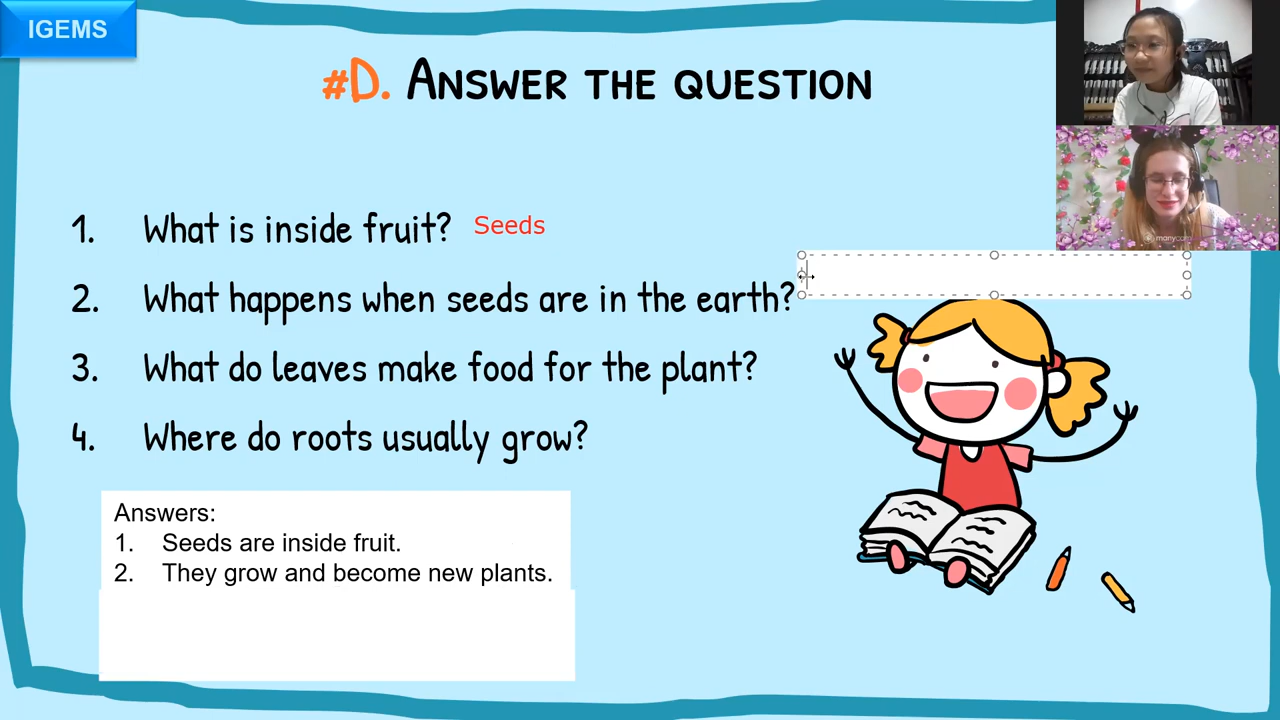 IGEMS
#D. ANSWER THE QUESTION
1. What is inside fruit? Seeds
2. What happens when seeds are in the earth?
3. What do leaves make food for the plant?
4. Where do roots usually grow?
Answers:
1. Seeds are inside fruit.
2. They grow and become new plants.